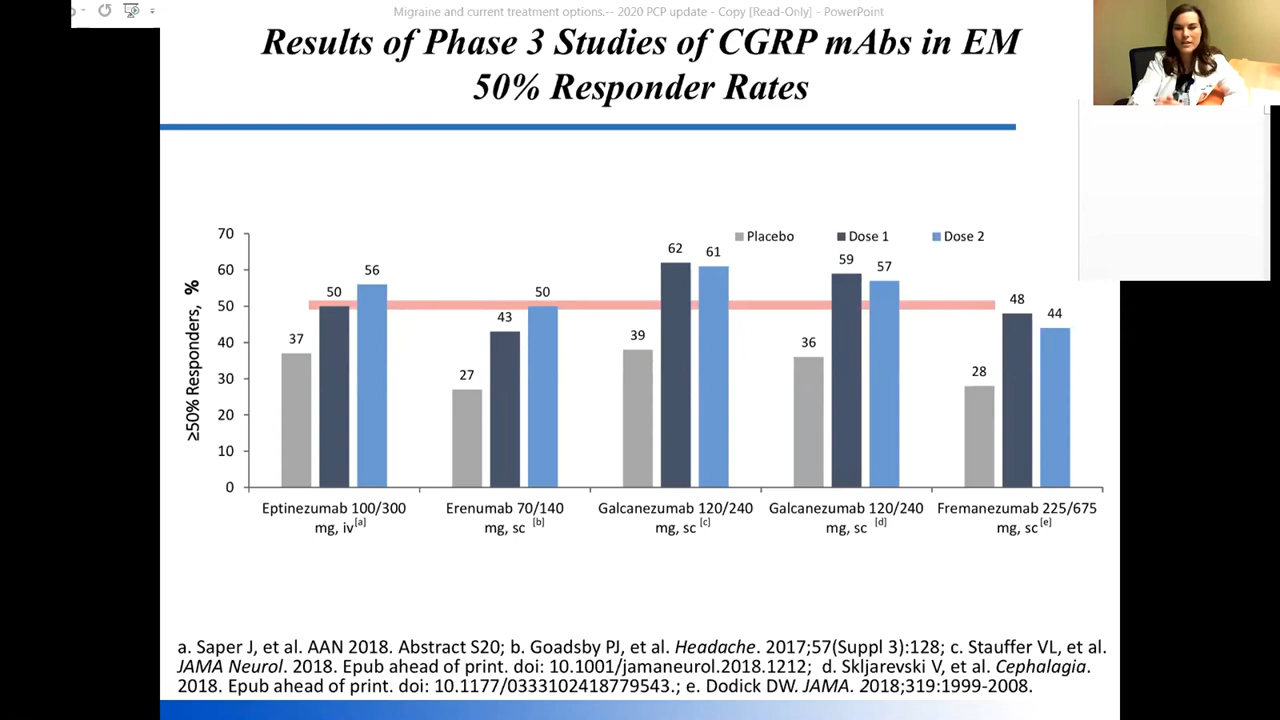 Migraine and current treatment options.-- 2020 PCP update - Copy [Read-Only] - PowerPoint
Results of Phase 3 Studies of CGRP mAbs in EM
50% Responder Rates
≥50% Responders, %
70
60
50
40
30
20
10
0
Placebo Dose 1 Dose 2
37 50 56
27 43 50
39 62 61
36 59 57
28 48 44
Eptinezumab 100/300
mg, iv[a]
Erenumab 70/140
mg, sc [b]
Galcanezumab 120/240
mg, sc [c]
Galcanezumab 120/240
mg, sc [d]
Fremanezumab 225/675
mg, sc [e]
a. Saper J, et al. AAN 2018. Abstract S20; b. Goadsby PJ, et al. Headache. 2017;57(Suppl 3):128; c. Stauffer VL, et al.
JAMA Neurol. 2018. Epub ahead of print. doi: 10.1001/jamaneurol.2018.1212; d. Skljarevski V, et al. Cephalagia.
2018. Epub ahead of print. doi: 10.1177/0333102418779543.; e. Dodick DW. JAMA. 2018;319:1999-2008.